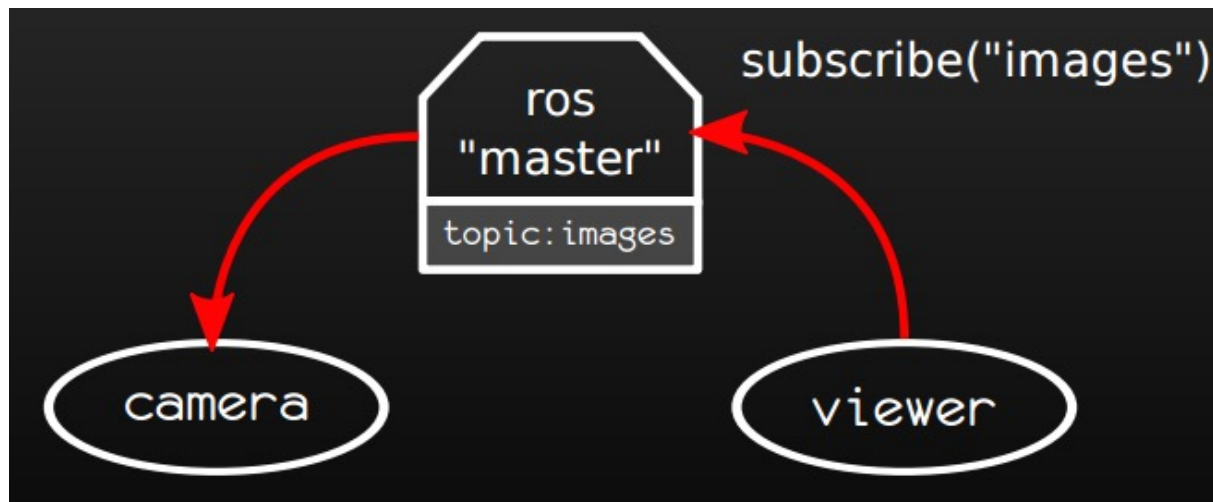 subscribe("images")
ros
"master"
topic:images
camera
viewer